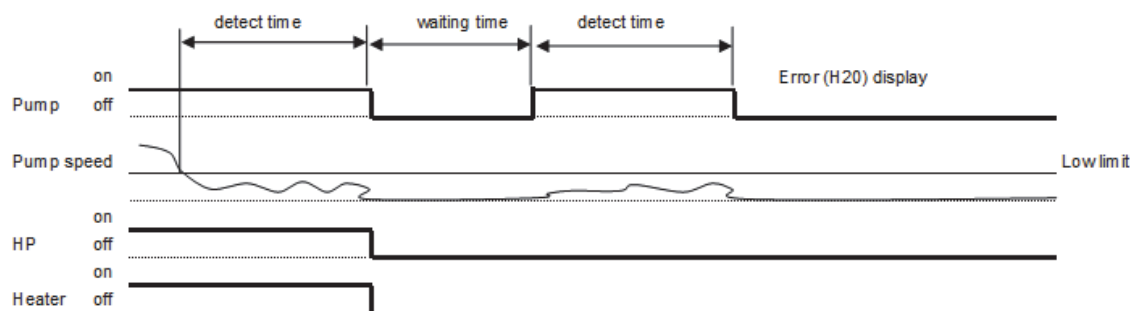 detect time waiting time detect time
on Error (H20) display
Pump off
Pump speed Low limit
on
HP off
on
Heater off